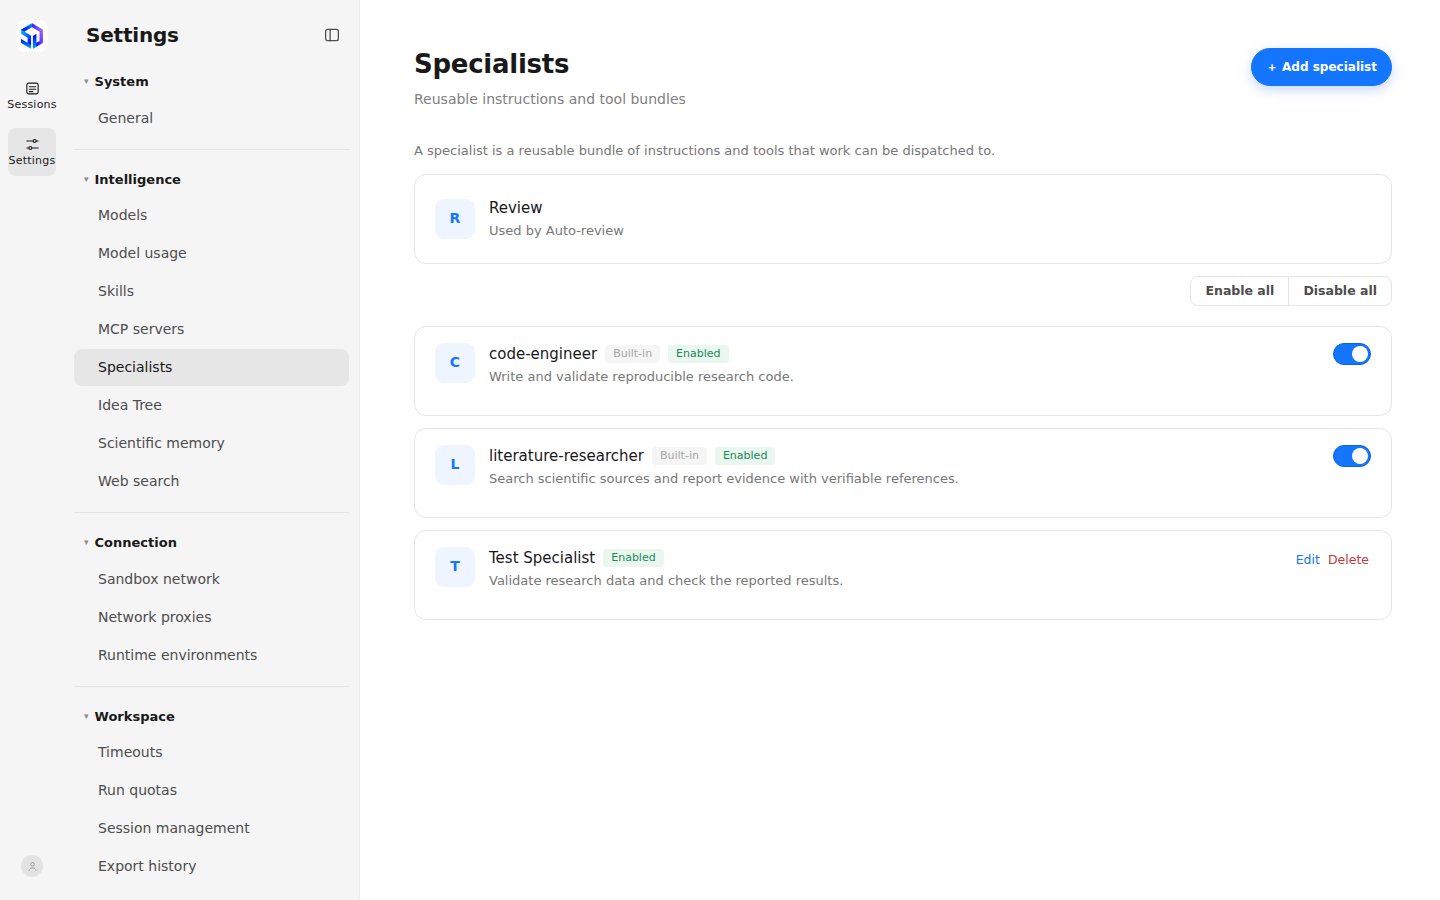 Settings
Sessions
Settings
System
General
Intelligence
Models
Model usage
Skills
MCP servers
Specialists
Idea Tree
Scientific memory
Web search
Connection
Sandbox network
Network proxies
Runtime environments
Workspace
Timeouts
Run quotas
Session management
Export history
Specialists
+ Add specialist
Reusable instructions and tool bundles
A specialist is a reusable bundle of instructions and tools that work can be dispatched to.
R
Review
Used by Auto-review
Enable all
Disable all
C
code-engineer Built-in Enabled
Write and validate reproducible research code.
L
literature-researcher Built-in Enabled
Search scientific sources and report evidence with verifiable references.
T
Test Specialist Enabled
Edit Delete
Validate research data and check the reported results.